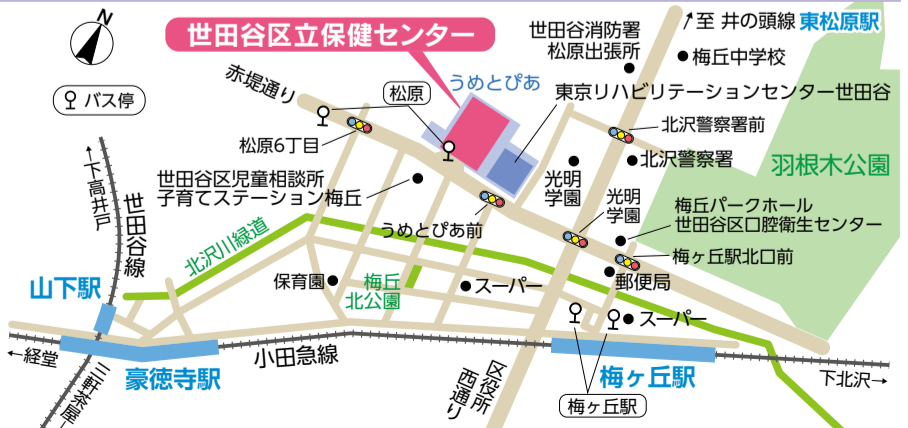 N
バス停
世田谷区立保健センター
世田谷消防署
松原出張所
↗至 井の頭線 東松原駅
梅丘中学校
うめとぴあ
東京リハビリテーションセンター世田谷
赤堤通り
松原
松原6丁目
北沢警察署前
北沢警察署
羽根木公園
世田谷区児童相談所
子育てステーション梅丘
光明
学園
光明
学園
梅丘パークホール
世田谷区口腔衛生センター
うめとぴあ前
梅ヶ丘駅北口前
←下高井戸
世田谷線
北沢川緑道
保育園
梅丘
北公園
スーパー
郵便局
スーパー
山下駅
←経堂
豪徳寺駅
小田急線
三軒茶屋→
区役所
西通り
梅ヶ丘駅
梅ヶ丘駅
下北沢→